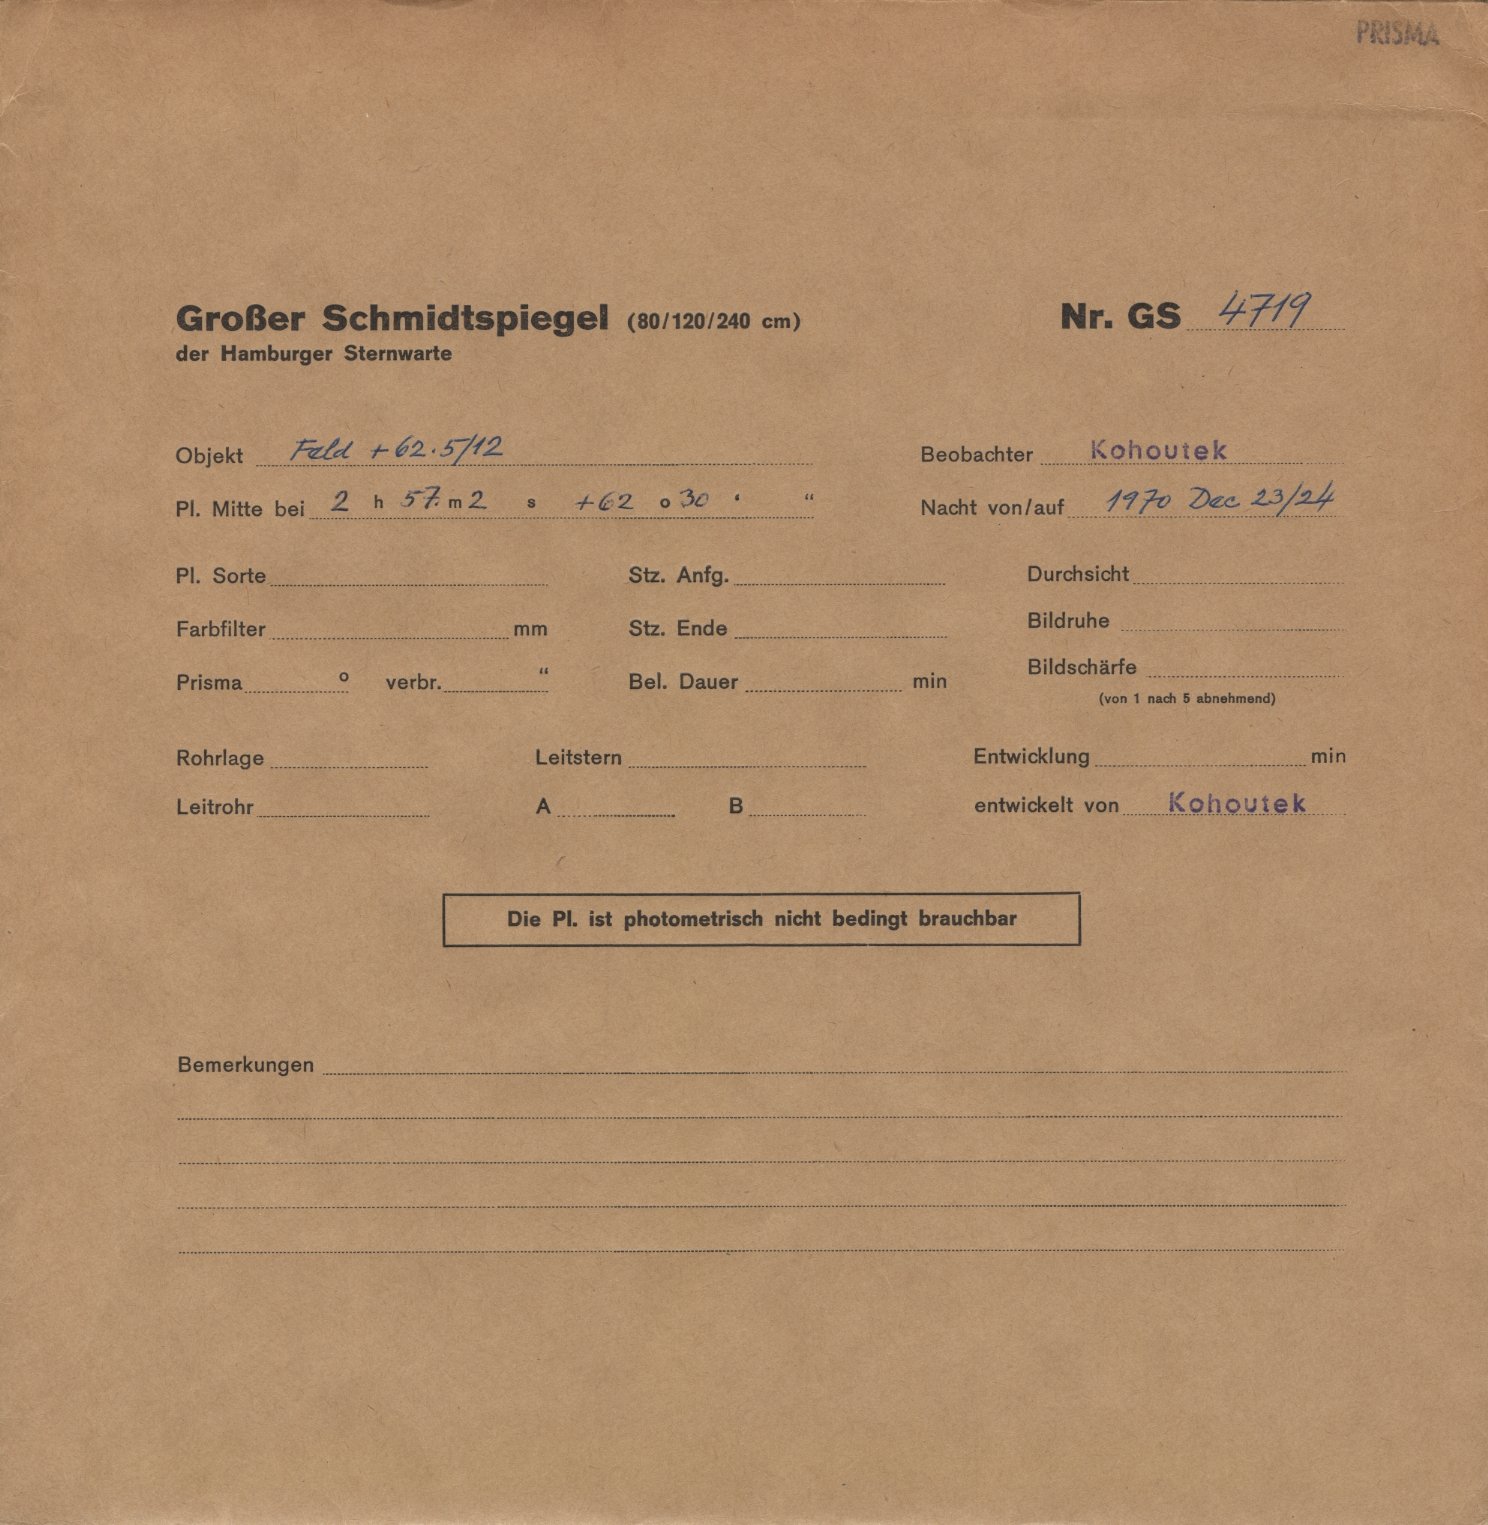 PRISMA
Großer Schmidtspiegel (80/120/240 cm) Nr. GS 4719
der Hamburger Sternwarte
Objekt Feld +62.5/12 Beobachter Kohoutek
Pl. Mitte bei 2 h 57. m 2 s +62 o 30 ‘ “ Nacht von/auf 1970 Dec 23/24
Pl. Sorte Stz. Anfg. Durchsicht
Farbfilter mm Stz. Ende Bildruhe
Prisma o verbr. “ Bel. Dauer min Bildschärfe
(von 1 nach 5 abnehmend)
Rohrlage Leitstern Entwicklung min
Leitrohr A B entwickelt von Kohoutek
Die Pl. ist photometrisch nicht bedingt brauchbar
Bemerkungen